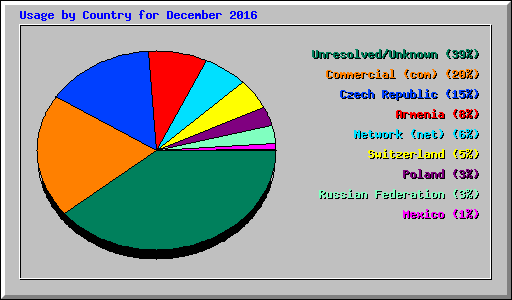 Usage by Country for December 2016
Unresolved/Unknown (39%)
Commercial (com) (20%)
Czech Republic (15%)
Armenia (8%)
Network (net) (6%)
Switzerland (5%)
Poland (3%)
Russian Federation (3%)
Mexico (1%)